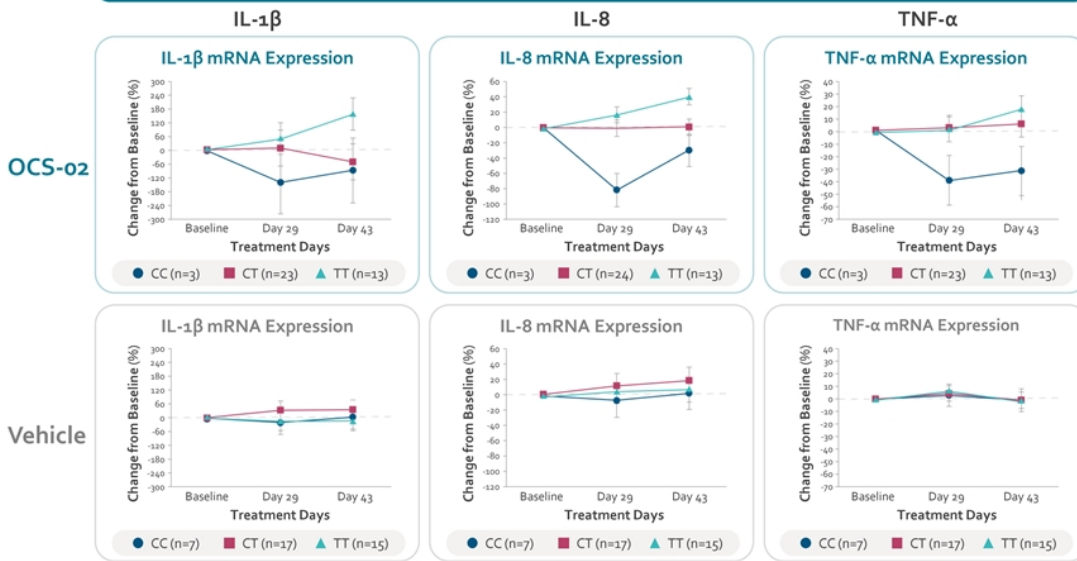 IL-1β IL-8 TNF-α
OCS-02
IL-1β mRNA Expression
Change from Baseline (%)
300
240
180
120
60
0
-60
-120
-180
-240
-300
Baseline Day 29 Day 43
Treatment Days
CC (n=3) CT (n=23) TT (n=13)
IL-8 mRNA Expression
Change from Baseline (%)
60
40
20
0
-20
-40
-60
-80
-100
-120
Baseline Day 29 Day 43
Treatment Days
CC (n=3) CT (n=24) TT (n=13)
TNF-α mRNA Expression
Change from Baseline (%)
40
30
20
10
0
-10
-20
-30
-40
-50
-60
-70
Baseline Day 29 Day 43
Treatment Days
CC (n=3) CT (n=23) TT (n=13)
Vehicle
IL-1β mRNA Expression
Change from Baseline (%)
300
240
180
120
60
0
-60
-120
-180
-240
-300
Baseline Day 29 Day 43
Treatment Days
CC (n=7) CT (n=17) TT (n=15)
IL-8 mRNA Expression
Change from Baseline (%)
60
40
20
0
-20
-40
-60
-80
-100
-120
Baseline Day 29 Day 43
Treatment Days
CC (n=7) CT (n=17) TT (n=15)
TNF-α mRNA Expression
Change from Baseline (%)
40
30
20
10
0
-10
-20
-30
-40
-50
-60
-70
Baseline Day 29 Day 43
Treatment Days
CC (n=7) CT (n=17) TT (n=15)